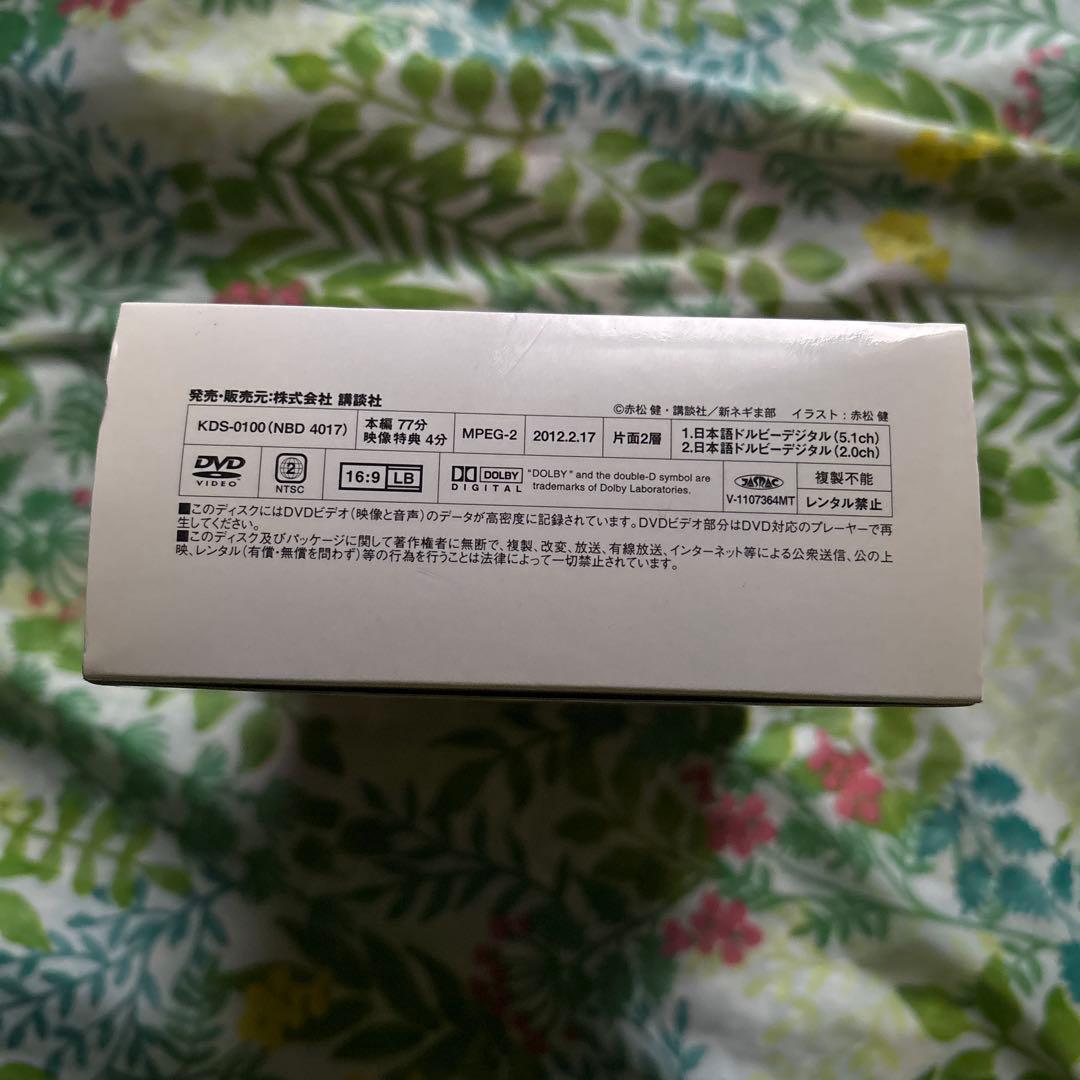 発売・販売元:株式会社 講談社
©赤松 健・講談社/新ネギま部 イラスト:赤松 健
KDS-0100(NBD 4017)
本編 77分
映像特典 4分
MPEG-2
2012.2.17
片面2層
1.日本語ドルビーデジタル(5.1ch)
2.日本語ドルビーデジタル(2.0ch)
DVD
VIDEO
2
NTSC
16:9 LB
DOLBY
DIGITAL
"DOLBY" and the double-D symbol are
trademarks of Dolby Laboratories.
JASRAC
V-1107364MT
複製不能
レンタル禁止
■このディスクにはDVDビデオ(映像と音声)のデータが高密度に記録されています。DVDビデオ部分はDVD対応のプレーヤーで再
生してください。
■このディスク及びパッケージに関して著作権者に無断で、複製、改変、放送、有線放送、インターネット等による公衆送信、公の上
映、レンタル(有償・無償を問わず)等の行為を行うことは法律によって一切禁止されています。